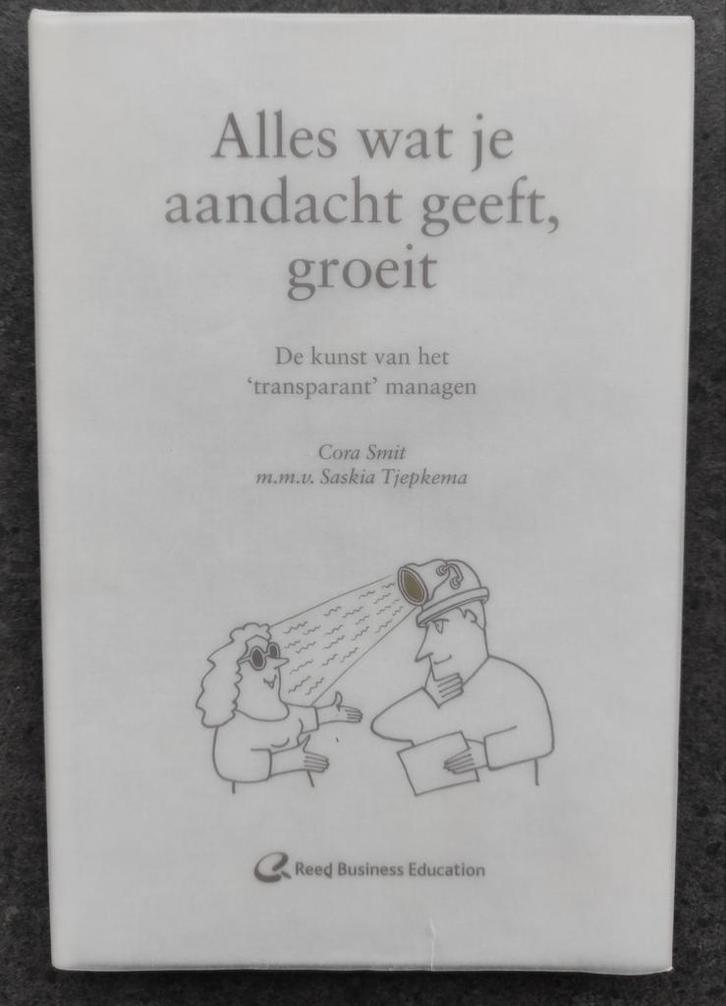 Alles wat je
aandacht geeft,
groeit
De kunst van het
‘transparant’ managen
Cora Smit
m.m.v. Saskia Tjepkema
Reed Business Education